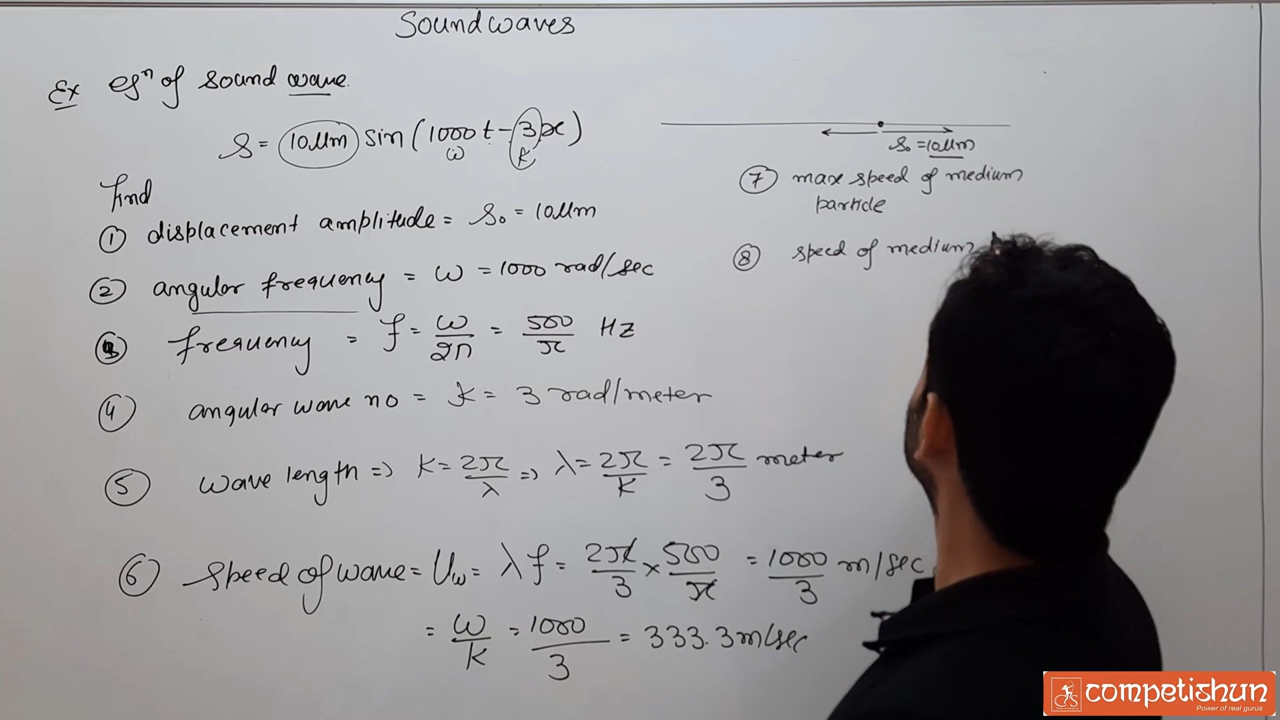 Sound waves
Ex eqⁿ of sound wave.
S = 10μm sin (1000 t - 3x)
ω k
find
① displacement amplitude = S₀ = 10μm
② angular frequency = ω = 1000 rad/sec
③ frequency = f = ω/2π = 500/π Hz
④ angular wave no = k = 3 rad/meter
⑤ wave length => k = 2π/λ => λ = 2π/k = 2π/3 meter
⑥ speed of wave = Uw = λf = 2π/3 × 500/π = 1000/3 m/sec
= ω/k = 1000/3 = 333.3 m/sec
S₀ = 10μm
⑦ max speed of medium
particle
⑧ speed of medium
competishun
Power of real gurus